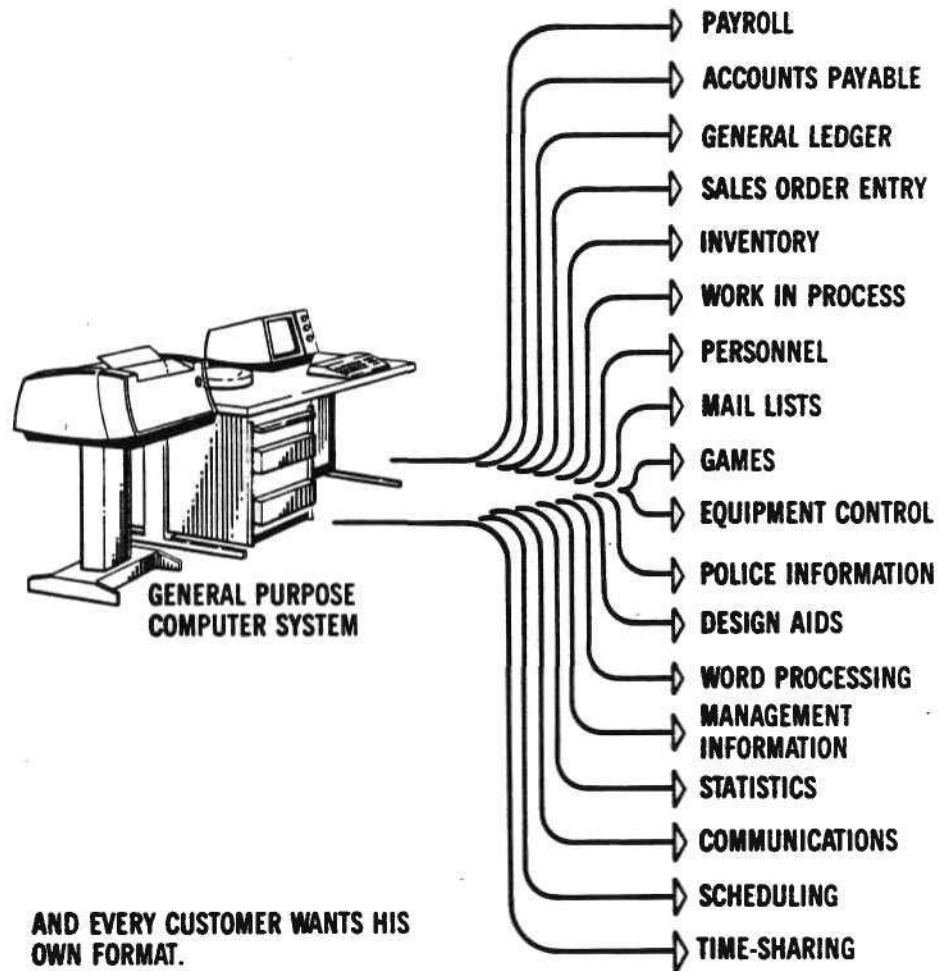 PAYROLL
ACCOUNTS PAYABLE
GENERAL LEDGER
SALES ORDER ENTRY
INVENTORY
WORK IN PROCESS
PERSONNEL
MAIL LISTS
GAMES
EQUIPMENT CONTROL
POLICE INFORMATION
DESIGN AIDS
WORD PROCESSING
MANAGEMENT
INFORMATION
STATISTICS
COMMUNICATIONS
SCHEDULING
TIME-SHARING
GENERAL PURPOSE
COMPUTER SYSTEM
AND EVERY CUSTOMER WANTS HIS
OWN FORMAT.